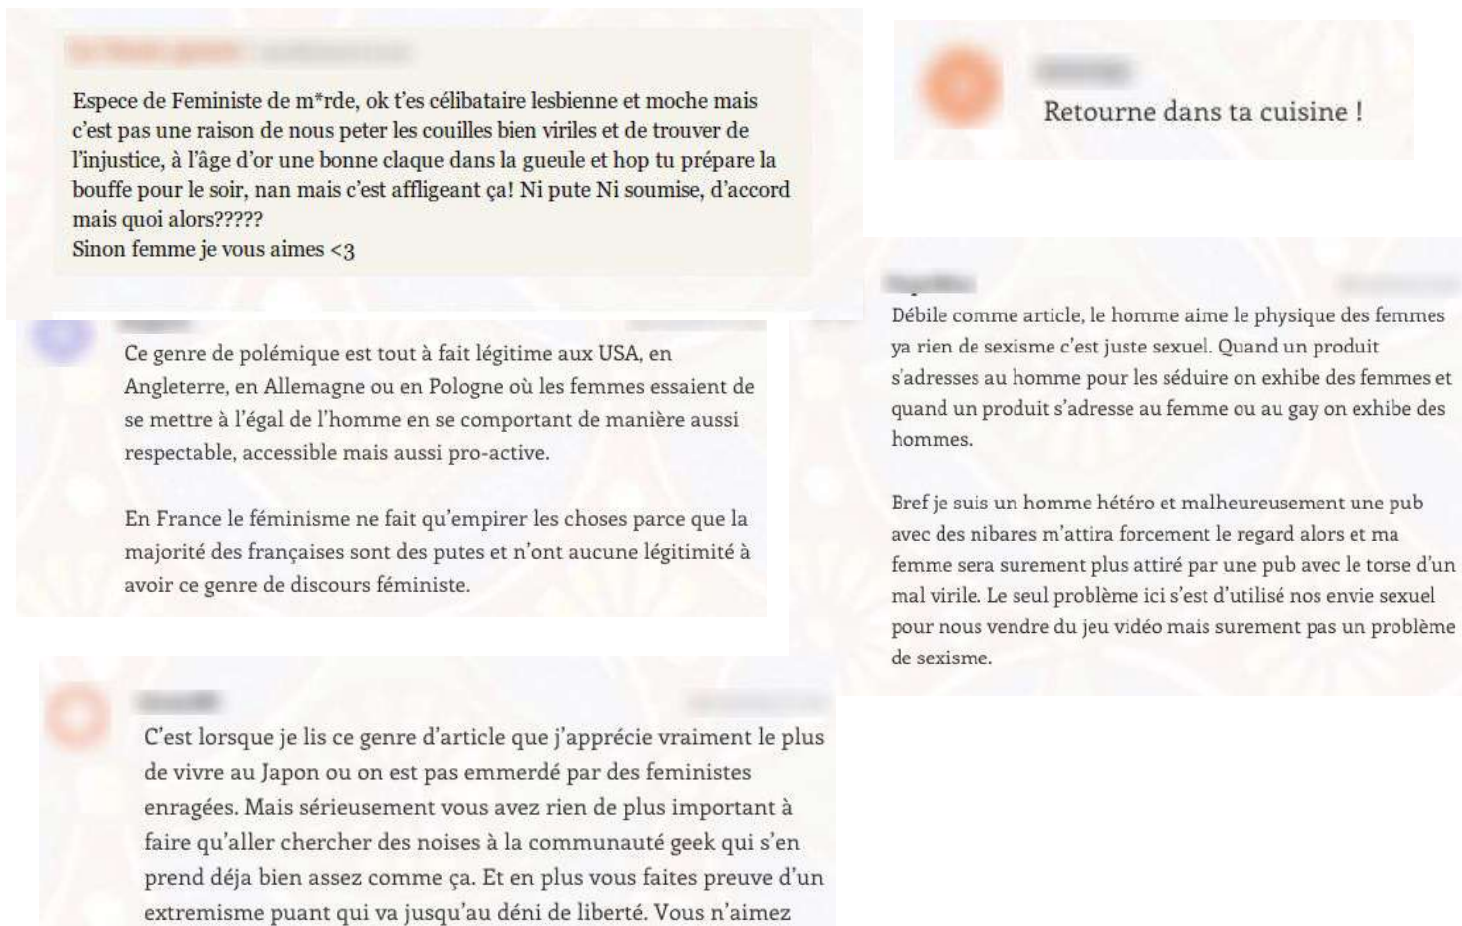 Espece de Feministe de m*rde, ok t'es célibataire lesbienne et moche mais
c'est pas une raison de nous peter les couilles bien viriles et de trouver de
l'injustice, à l'âge d'or une bonne claque dans la gueule et hop tu prépare la
bouffe pour le soir, nan mais c'est affligeant ça! Ni pute Ni soumise, d'accord
mais quoi alors?????
Sinon femme je vous aimes <3
Retourne dans ta cuisine !
Ce genre de polémique est tout à fait légitime aux USA, en
Angleterre, en Allemagne ou en Pologne où les femmes essaient de
se mettre à l'égal de l'homme en se comportant de manière aussi
respectable, accessible mais aussi pro-active.
En France le féminisme ne fait qu'empirer les choses parce que la
majorité des françaises sont des putes et n'ont aucune légitimité à
avoir ce genre de discours féministe.
Débile comme article, le homme aime le physique des femmes
ya rien de sexisme c'est juste sexuel. Quand un produit
s'adresses au homme pour les séduire on exhibe des femmes et
quand un produit s'adresse au femme ou au gay on exhibe des
hommes.
Bref je suis un homme hétéro et malheureusement une pub
avec des nibares m'attira forcement le regard alors et ma
femme sera surement plus attiré par une pub avec le torse d'un
mal virile. Le seul problème ici s'est d'utilisé nos envie sexuel
pour nous vendre du jeu vidéo mais surement pas un problème
de sexisme.
C'est lorsque je lis ce genre d'article que j'apprécie vraiment le plus
de vivre au Japon ou on est pas emmerdé par des feministes
enragées. Mais sérieusement vous avez rien de plus important à
faire qu'aller chercher des noises à la communauté geek qui s'en
prend déja bien assez comme ça. Et en plus vous faites preuve d'un
extremisme puant qui va jusqu'au déni de liberté. Vous n'aimez